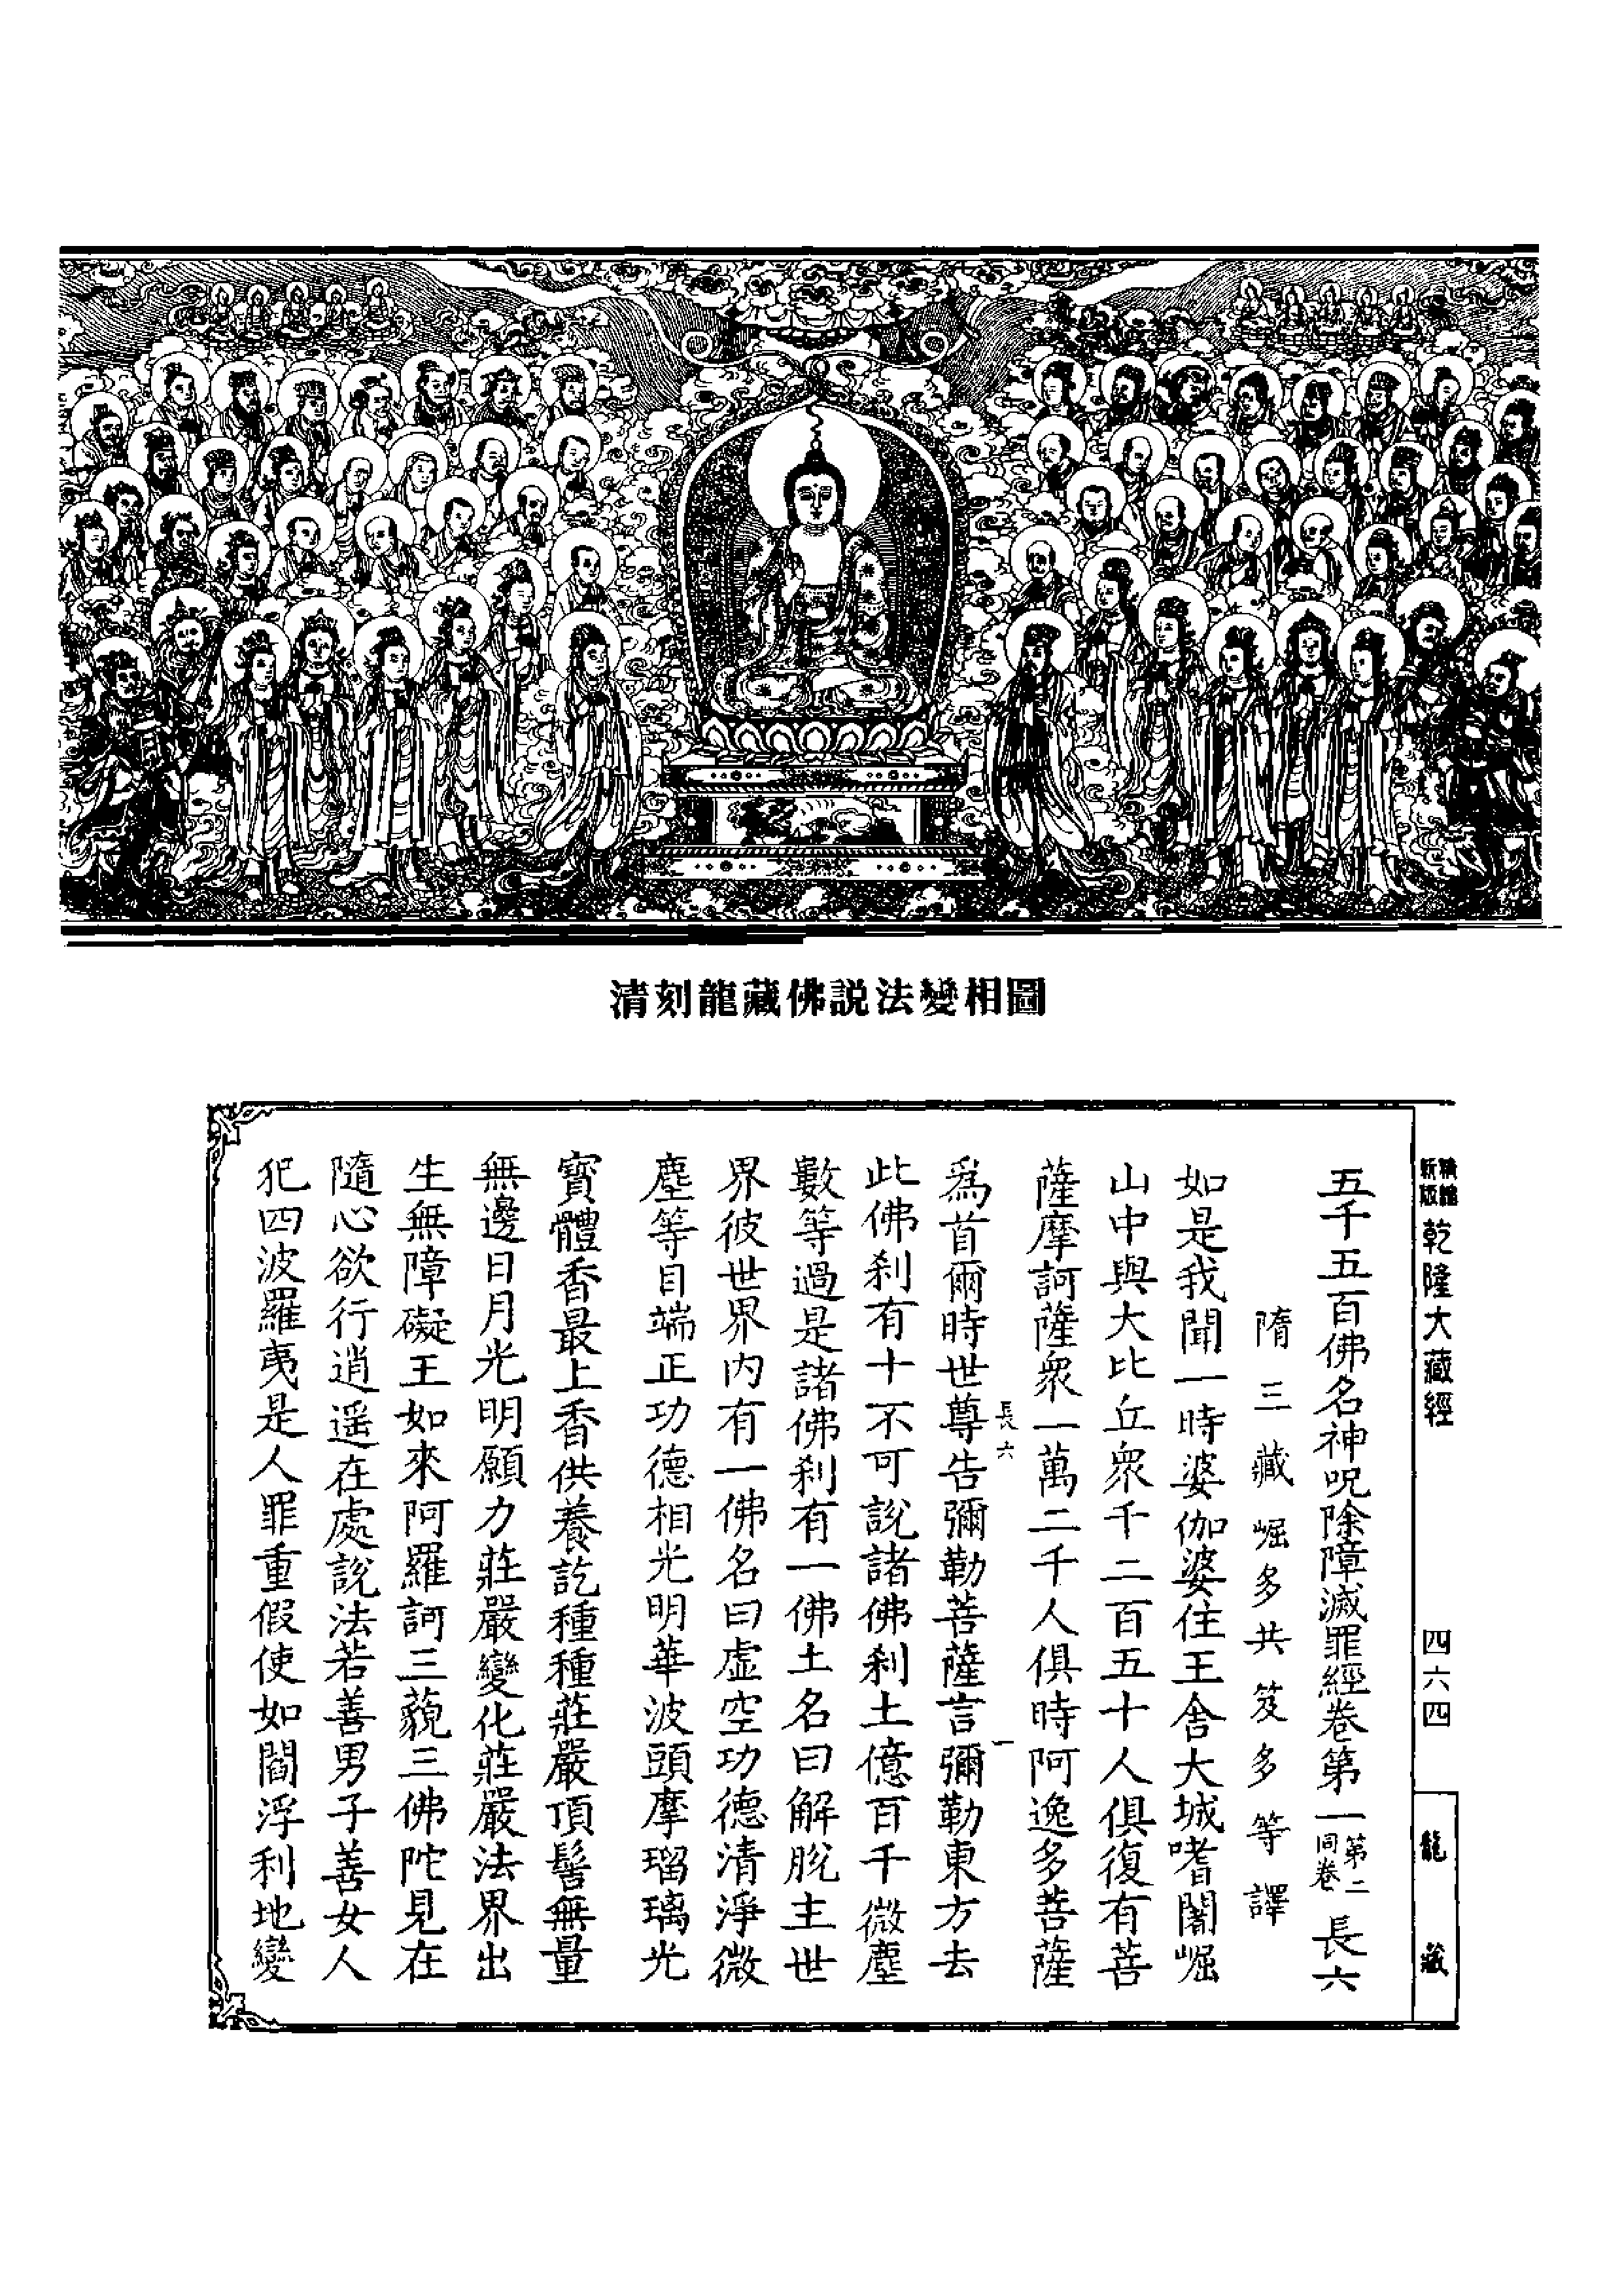 清刻龍藏佛説法變相圖
新版
乾隆大藏經
四六四
龍藏
五千五百佛名神呪除障滅罪經卷第一 第二同卷 長六
隋三藏崛多共笈多等譯
如是我聞一時婆伽婆住王舍大城嗜闍崛
山中與大比丘衆千二百五十人俱復有菩
薩摩訶薩衆一萬二千人俱時阿逸多菩薩
長六 一
爲首爾時世尊告彌勒菩薩言彌勒東方去
此佛刹有十不可說諸佛刹土億百千微塵
數等過是諸佛刹有一佛土名曰解脫主世
界彼世界内有一佛名曰虛空功德清淨微
塵等目端正功德相光明華波頭摩瑠璃光
寶體香最上香供養訖種種莊嚴頂髻無量
無邊日月光明願力莊嚴變化莊嚴法界出
生無障礙王如來阿羅訶三藐三佛陀見在
隨心欲行逍遥在處說法若善男子善女人
犯四波羅夷是人罪重假使如閻浮利地變